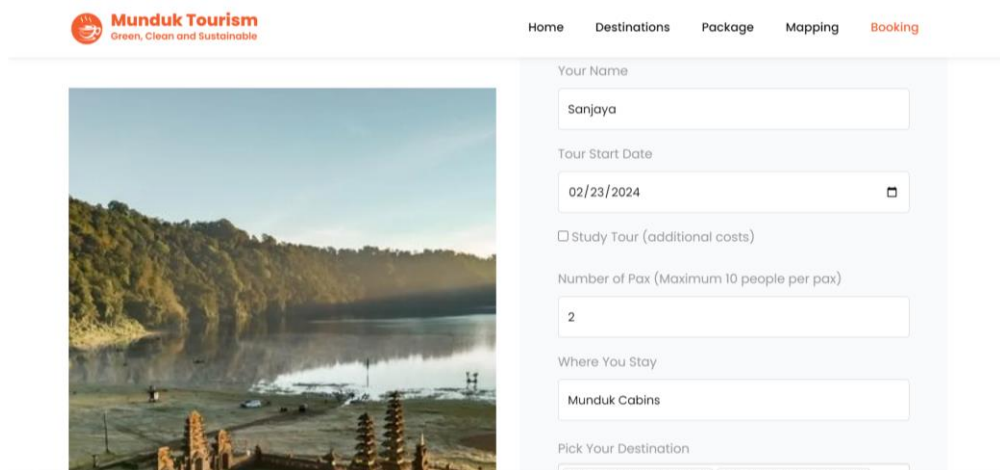 Munduk Tourism
Green, Clean and Sustainable
Home Destinations Package Mapping Booking
Your Name
Sanjaya
Tour Start Date
02/23/2024
Study Tour (additional costs)
Number of Pax (Maximum 10 people per pax)
2
Where You Stay
Munduk Cabins
Pick Your Destination